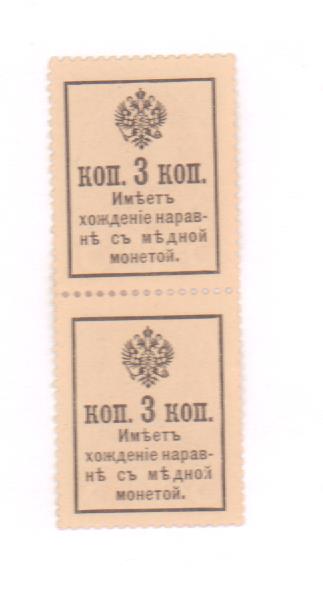 коп. 3 коп.
Имѣетъ
хожденіе нарав-
нѣ съ мѣдной
монетой.
коп. 3 коп.
Имѣетъ
хожденіе нарав-
нѣ съ мѣдной
монетой.